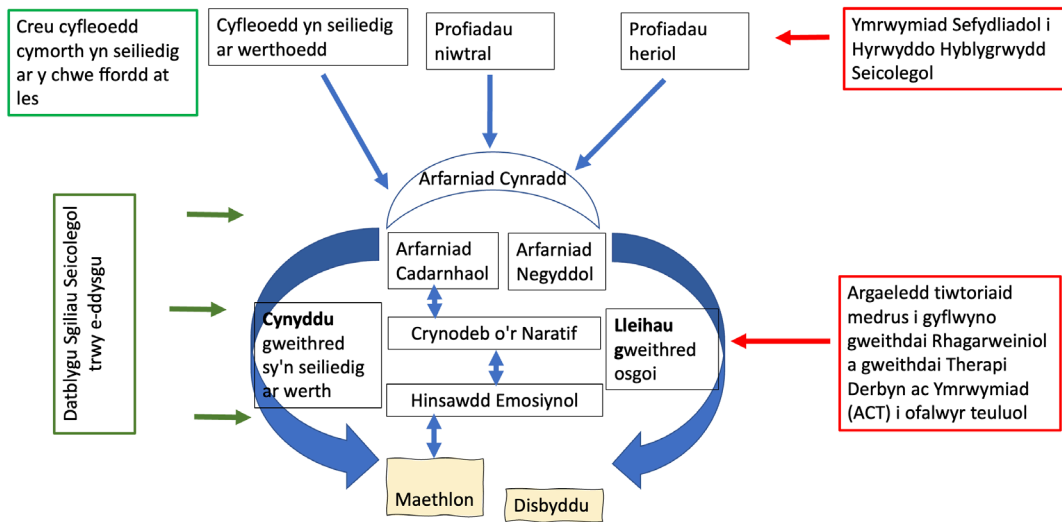 Creu cyfleoedd
cymorth yn seiliedig
ar y chwe ffordd at
les
Cyfleoedd yn seiliedig
ar werthoedd
Profiadau
niwtral
Profiadau
heriol
Ymrwymiad Sefydliadol i
Hyrwyddo Hyblygrwydd
Seicolegol
Arfarniad Cynradd
Datblygu Sgiliau Seicolegol
trwy e-ddysgu
Arfarniad
Cadarnhaol
Arfarniad
Negyddol
Cynyddu
gweithred
sy'n seiliedig
ar werth
Crynodeb o'r Naratif
Lleihau
gweithred
osgoi
Hinsawdd Emosiynol
Argaeledd tiwtoriaid
medrus i gyflwyno
gweithdai Rhagarweiniol
a gweithdai Therapi
Derbyn ac Ymrwymiad
(ACT) i ofalwyr teuluol
Maethlon
Disbyddu